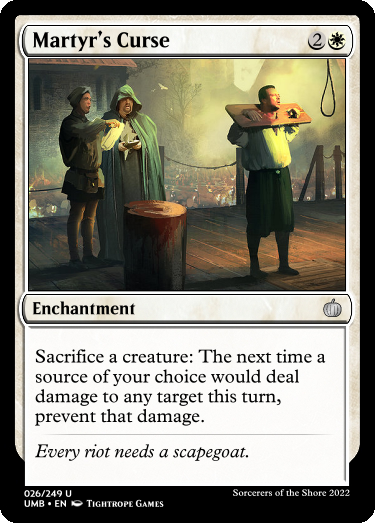 Martyr's Curse 2
Enchantment
Sacrifice a creature: The next time a
source of your choice would deal
damage to any target this turn,
prevent that damage.
Every riot needs a scapegoat.
026/249 U
Sorcerers of the Shore 2022
UMB • EN Tightrope Games